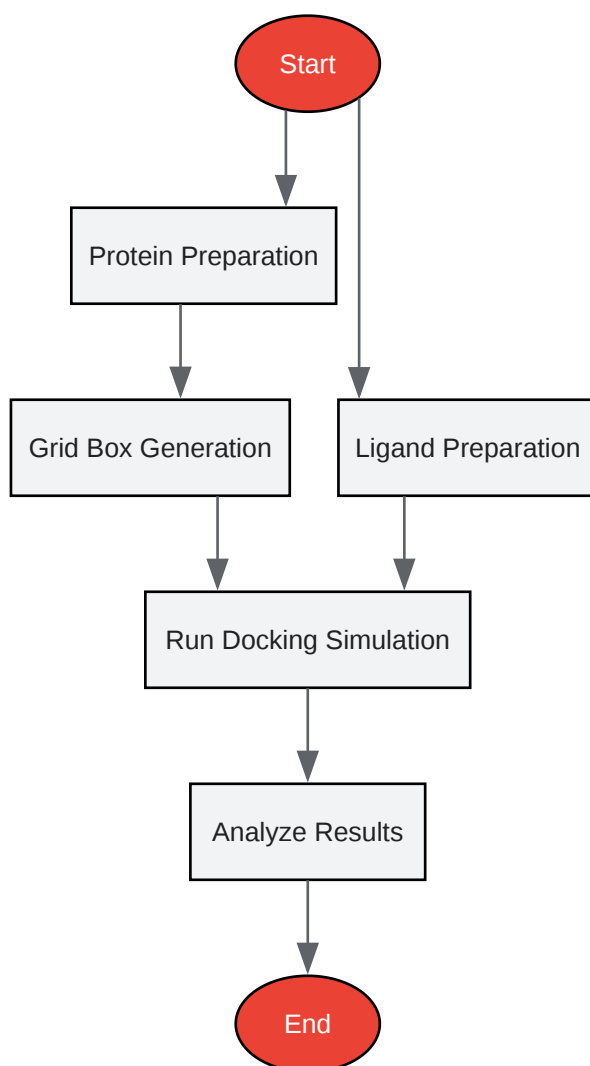 Start
Protein Preparation
Grid Box Generation
Ligand Preparation
Run Docking Simulation
Analyze Results
End